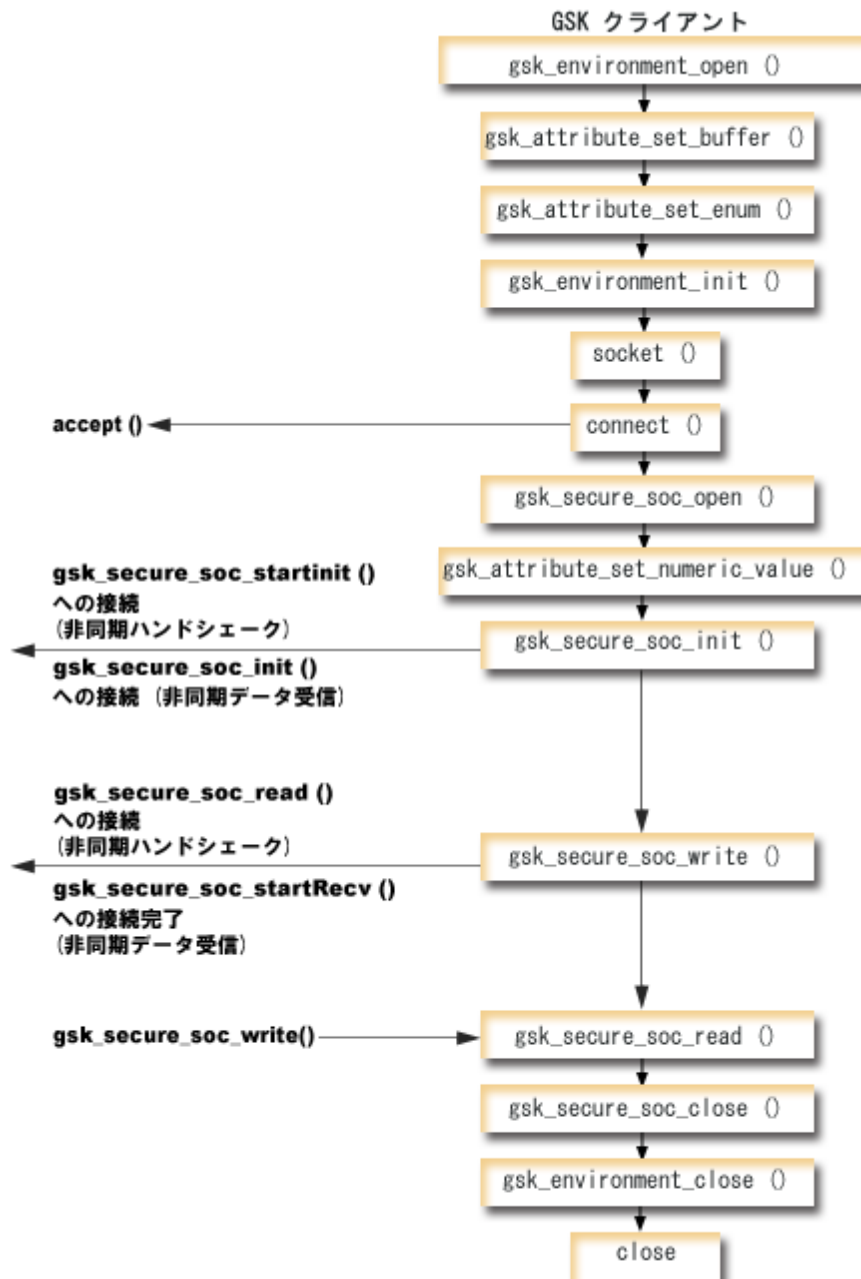 GSK クライアント
gsk_environment_open ()
gsk_attribute_set_buffer ()
gsk_attribute_set_enum ()
gsk_environment_init ()
socket ()
accept ()
connect ()
gsk_secure_soc_open ()
gsk_attribute_set_numeric_value ()
gsk_secure_soc_startinit ()
への接続
(非同期ハンドシェーク)
gsk_secure_soc_init ()
gsk_secure_soc_init ()
への接続 (非同期データ受信)
gsk_secure_soc_read ()
への接続
(非同期ハンドシェーク)
gsk_secure_soc_write ()
gsk_secure_soc_startRecv ()
への接続完了
(非同期データ受信)
gsk_secure_soc_write()
gsk_secure_soc_read ()
gsk_secure_soc_close ()
gsk_environment_close ()
close